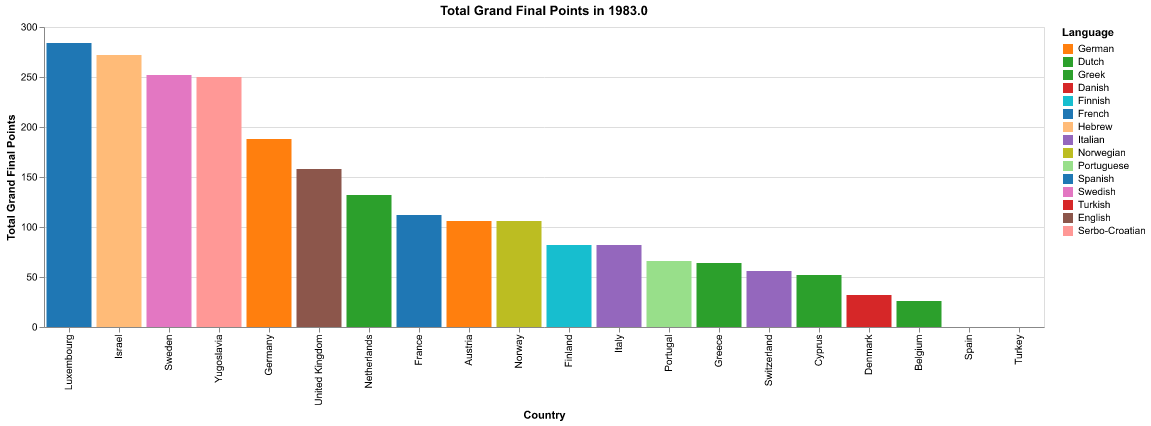 Total Grand Final Points in 1983.0
Total Grand Final Points
300
250
200
150
100
50
0
Luxembourg
Israel
Sweden
Yugoslavia
Germany
United Kingdom
Netherlands
France
Austria
Norway
Finland
Italy
Portugal
Greece
Switzerland
Cyprus
Denmark
Belgium
Spain
Turkey
Country
Language
German
Dutch
Greek
Danish
Finnish
French
Hebrew
Italian
Norwegian
Portuguese
Spanish
Swedish
Turkish
English
Serbo-Croatian